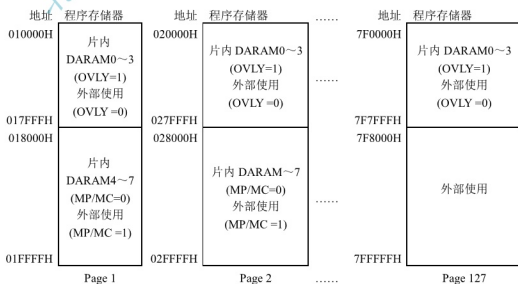 地址 程序存储器 地址 程序存储器 …… 地址 程序存储器
010000H 020000H 7F0000H
片内
DARAM0～3
(OVLY=1)
外部使用
(OVLY =0)
片内 DARAM0～3
(OVLY=1)
外部使用
(OVLY =0)
……
片内 DARAM0～3
(OVLY=1)
外部使用
(OVLY =0)
017FFFH 027FFFH 7F7FFFH
018000H 028000H 7F8000H
片内
DARAM4～7
(MP/MC=0)
外部使用
(MP/MC =1)
片内 DARAM～7
(MP/MC=0)
外部使用
(MP/MC =1)
……
外部使用
01FFFFH 02FFFFH 7FFFFFH
Page 1 Page 2 …… Page 127